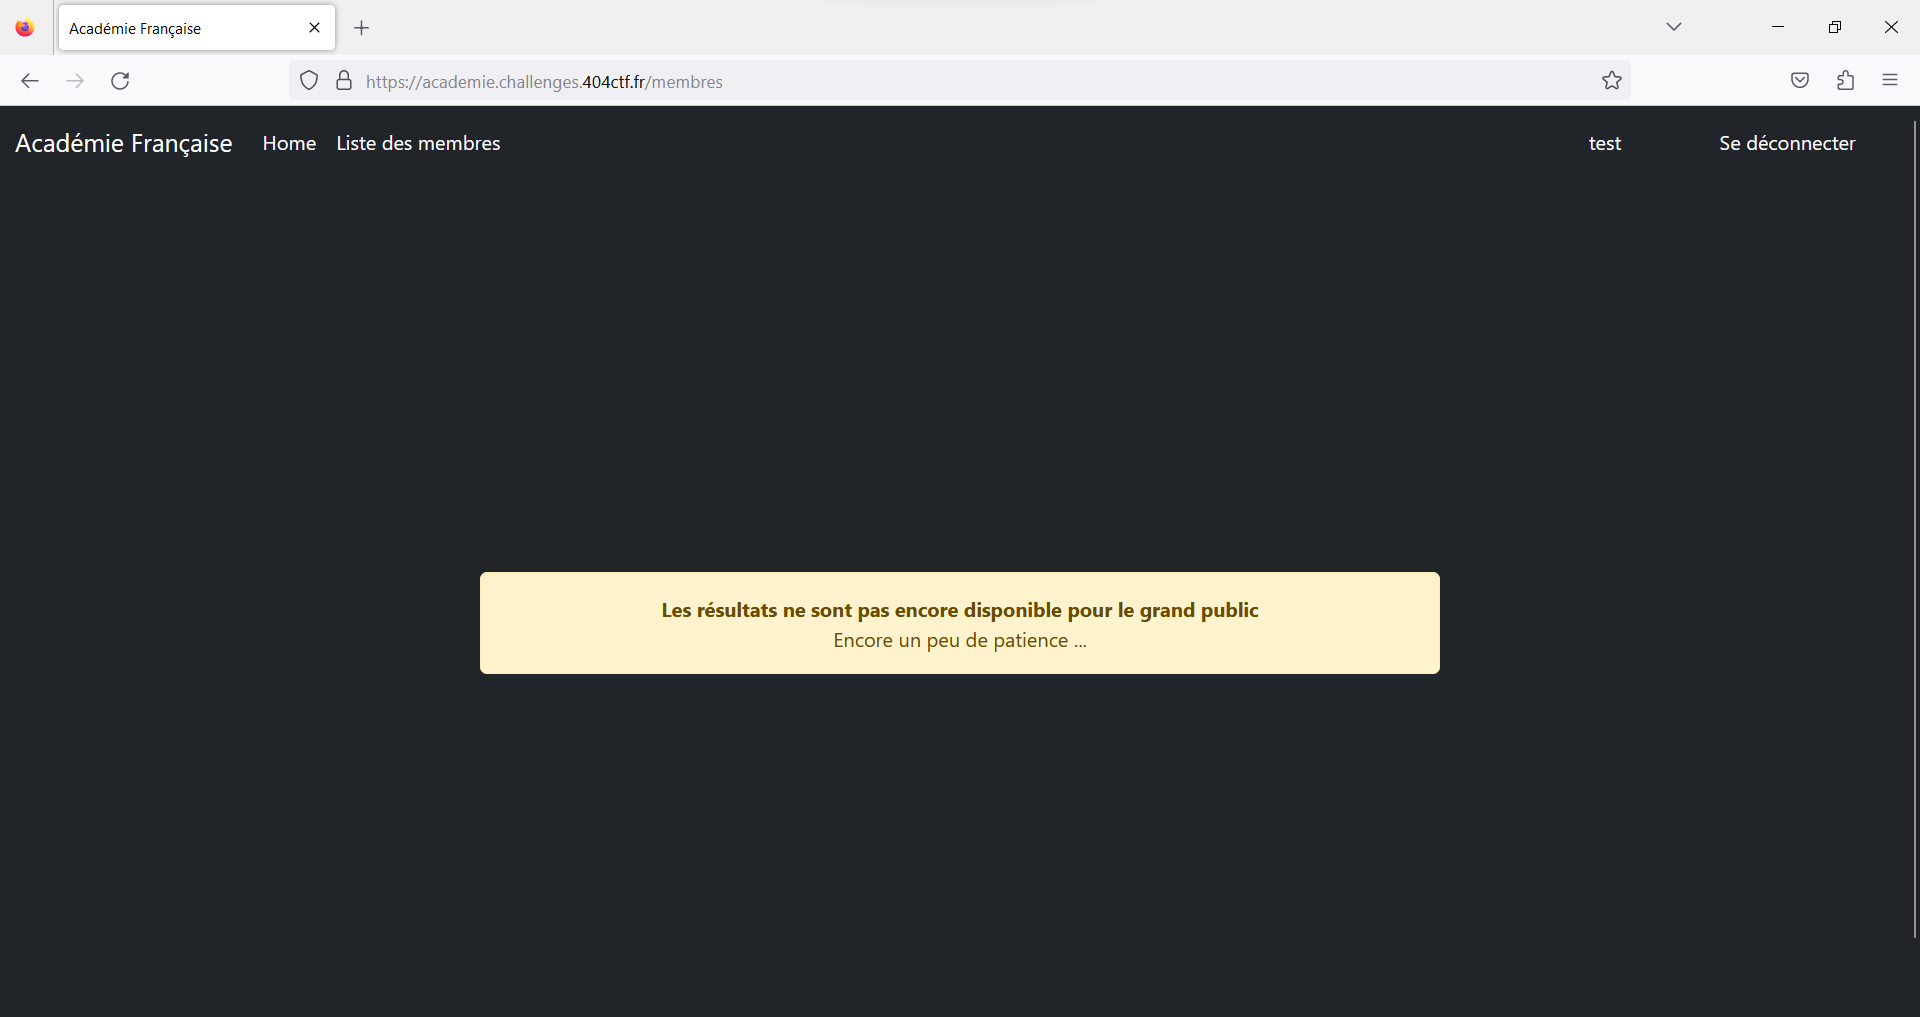 Académie Française
https://academie.challenges.404ctf.fr/membres
Académie Française Home Liste des membres test Se déconnecter
Les résultats ne sont pas encore disponible pour le grand public
Encore un peu de patience ...